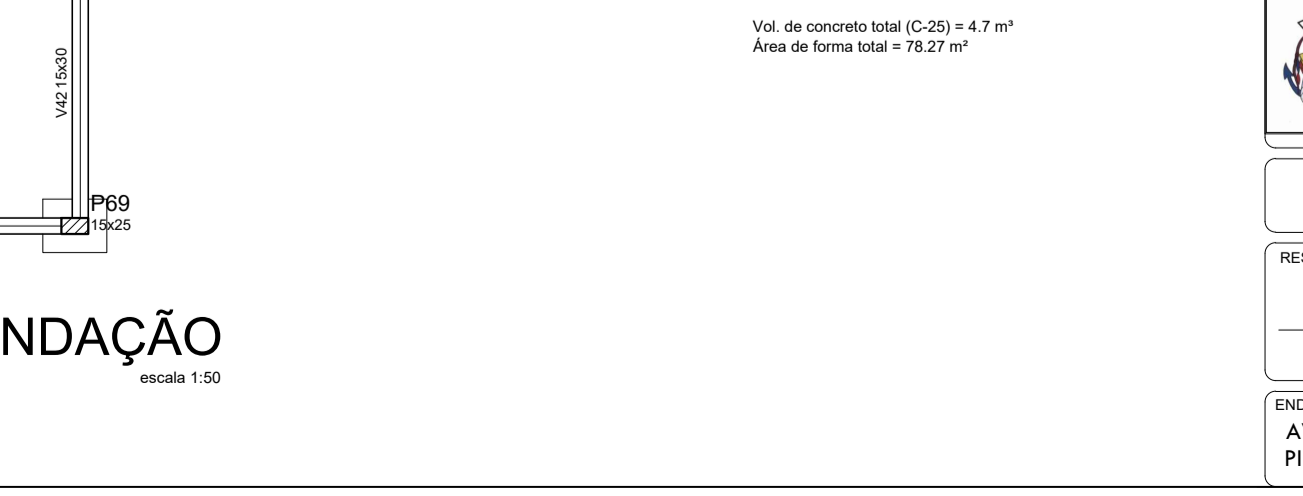 Vol. de concreto total (C-25) = 4.7 m³
Área de forma total = 78.27 m²
V42 15x30
P69
15x25
NDAÇÃO
escala 1:50
RES
END
A
PI